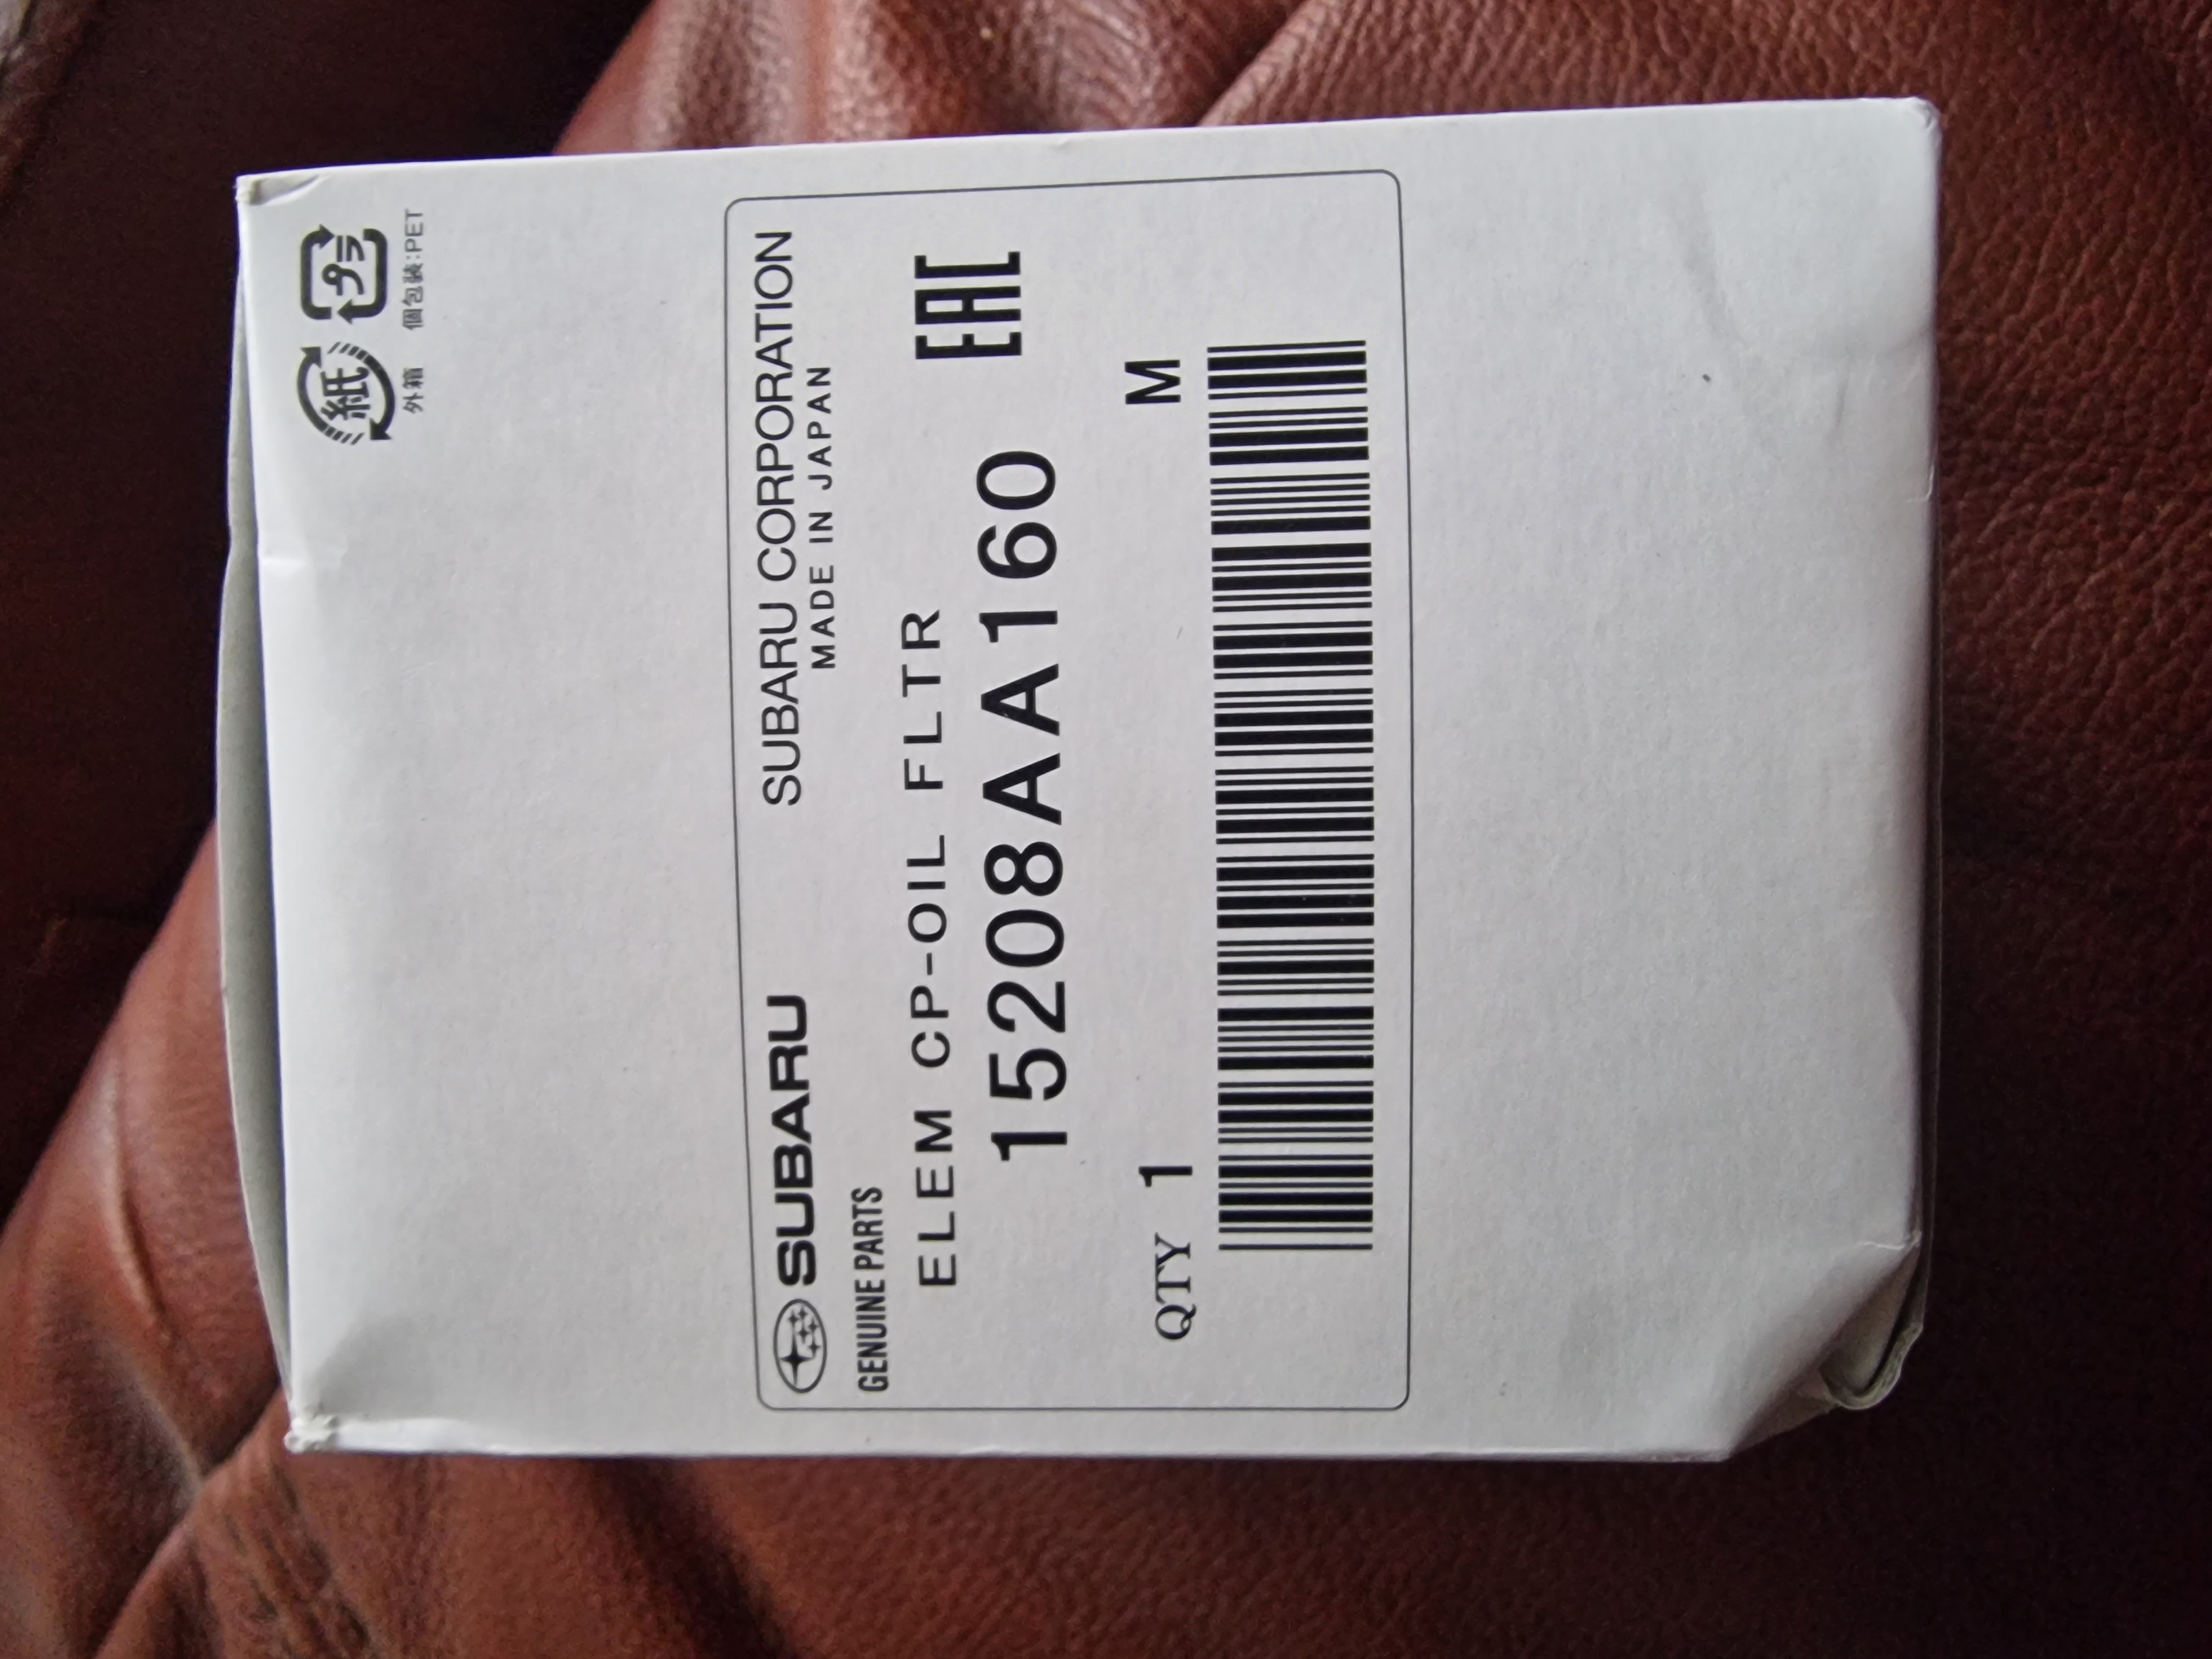 紙 プラ
外箱 個包装:PET
SUBARU SUBARU CORPORATION
GENUINE PARTS MADE IN JAPAN
ELEM CP-OIL FLTR
15208AA160 EAC
QTY 1 M